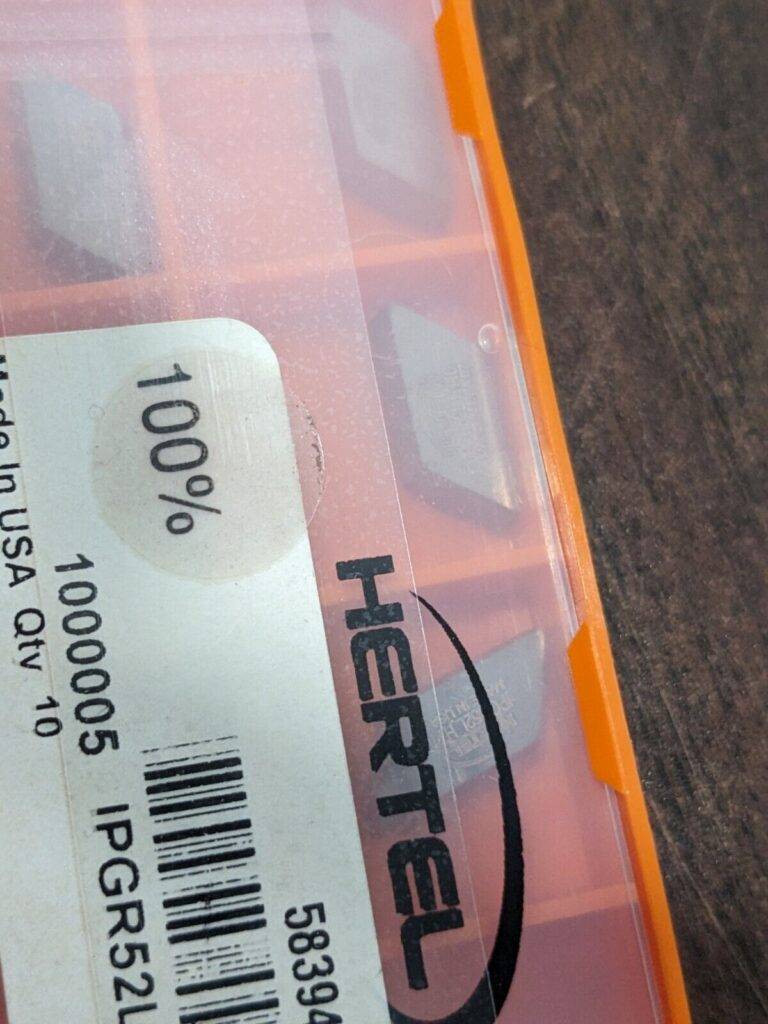 HERTEL
58394
100%
1000005 IPGR52L
Made In USA Qty 10